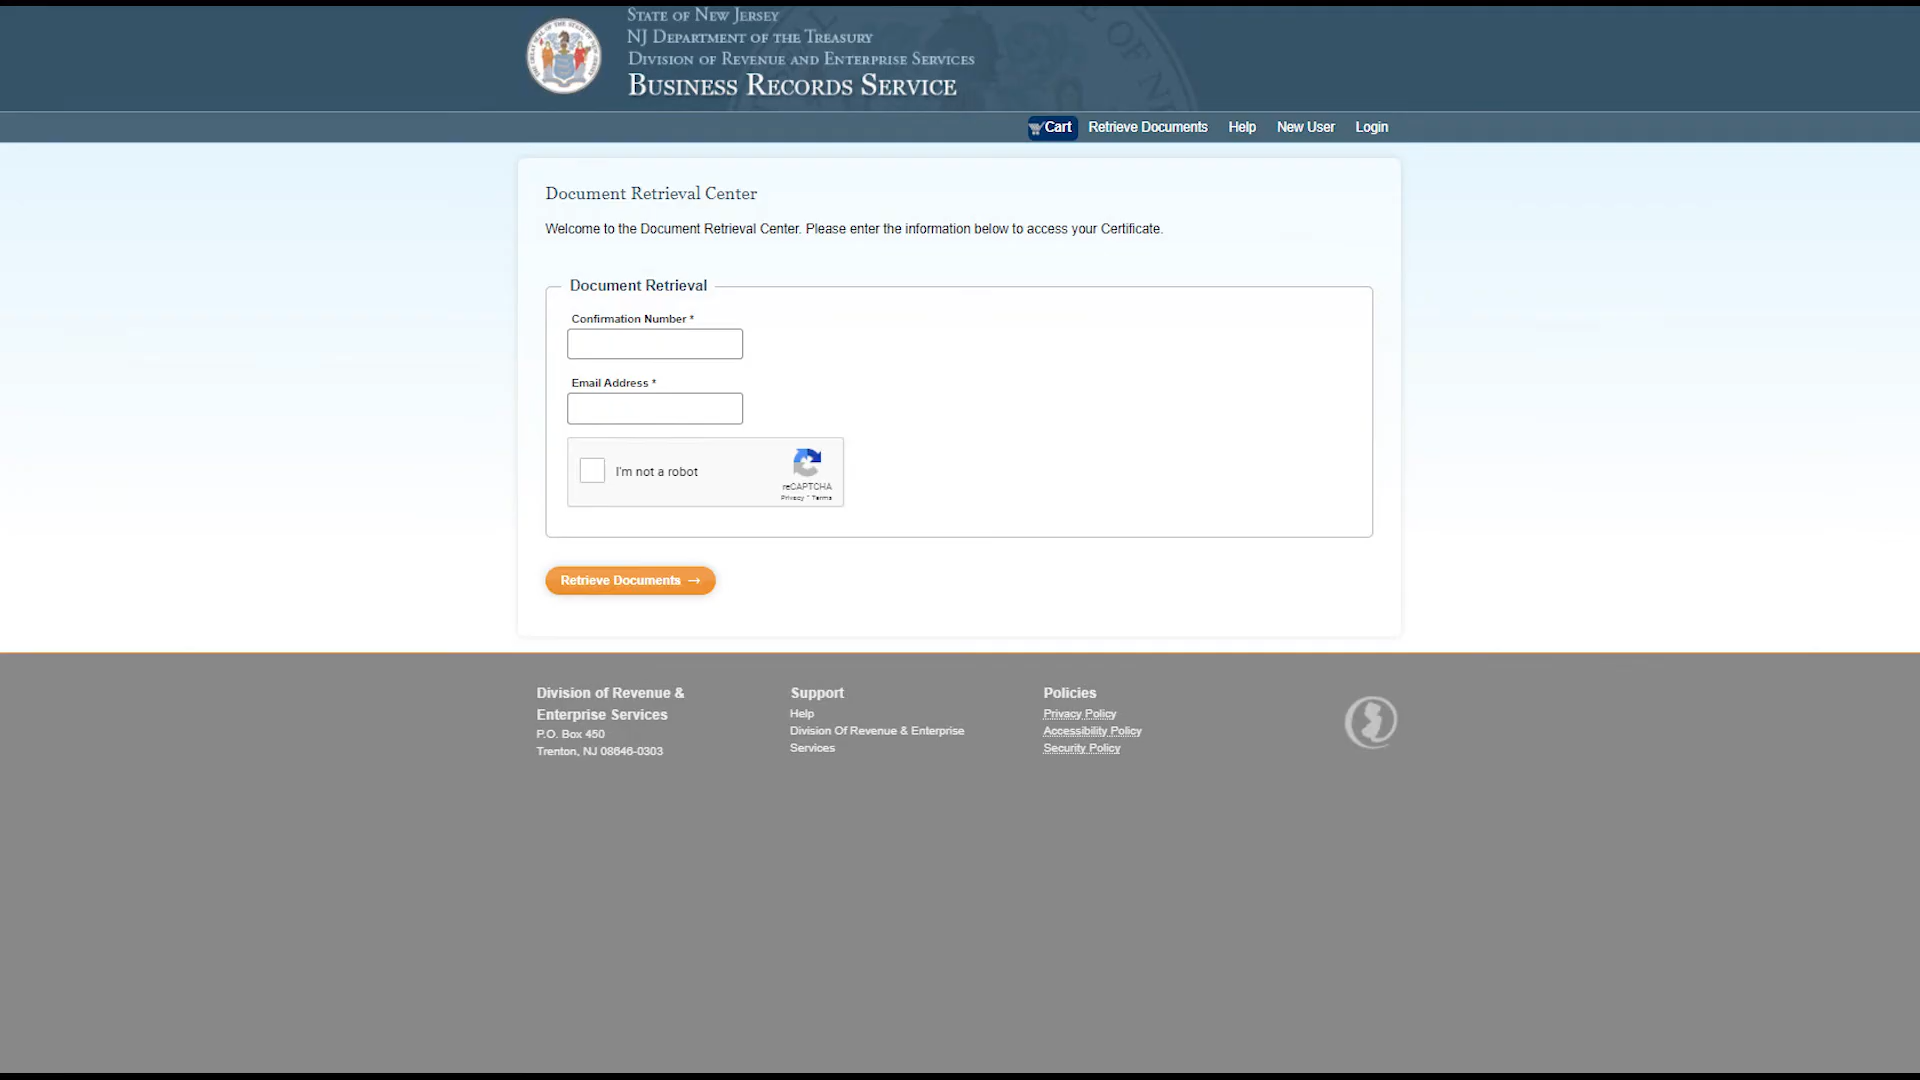 State of New Jersey
NJ Department of the Treasury
Division of Revenue and Enterprise Services
Business Records Service
Cart Retrieve Documents Help New User Login
Document Retrieval Center
Welcome to the Document Retrieval Center. Please enter the information below to access your Certificate.
Document Retrieval
Confirmation Number *
Email Address *
I'm not a robot
reCAPTCHA
Privacy - Terms
Retrieve Documents →
Division of Revenue &
Enterprise Services
P.O. Box 450
Trenton, NJ 08646-0303
Support
Help
Division Of Revenue & Enterprise
Services
Policies
Privacy Policy
Accessibility Policy
Security Policy